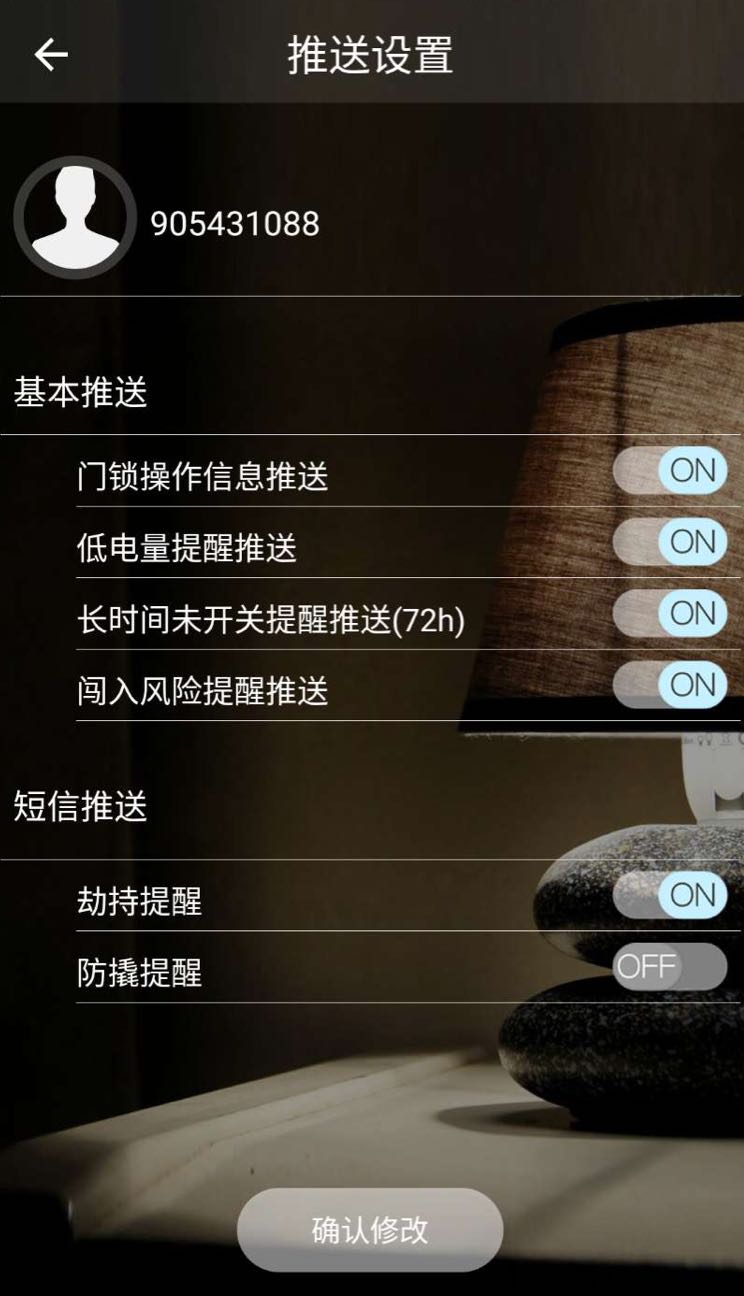 推送设置
905431088
基本推送
门锁操作信息推送 ON
低电量提醒推送 ON
长时间未开关提醒推送(72h) ON
闯入风险提醒推送 ON
短信推送
劫持提醒 ON
防撬提醒 OFF
确认修改